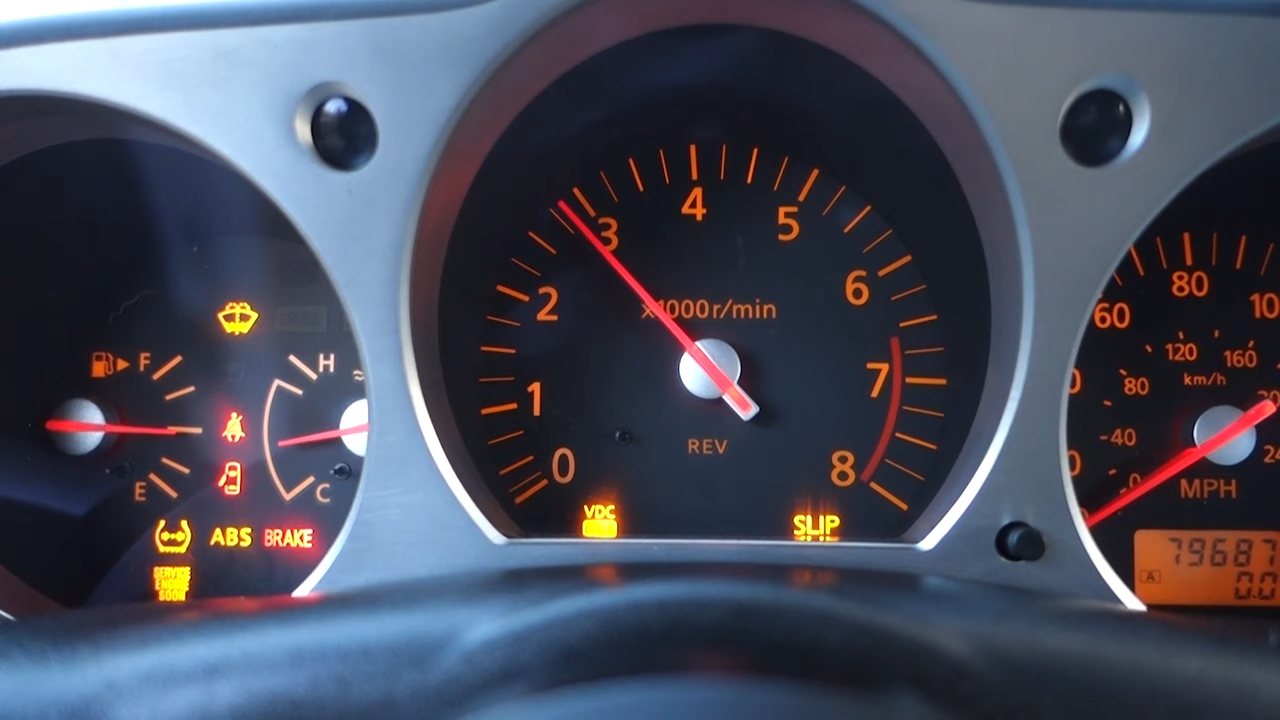 F
E
H
C
ABS
BRAKE
SERVICE
ENGINE
SOON
0
1
2
3
4
5
6
7
8
x1000r/min
REV
VDC
SLIP
60
80
120
160
km/h
80
-40
0
MPH
79687
A
0.0